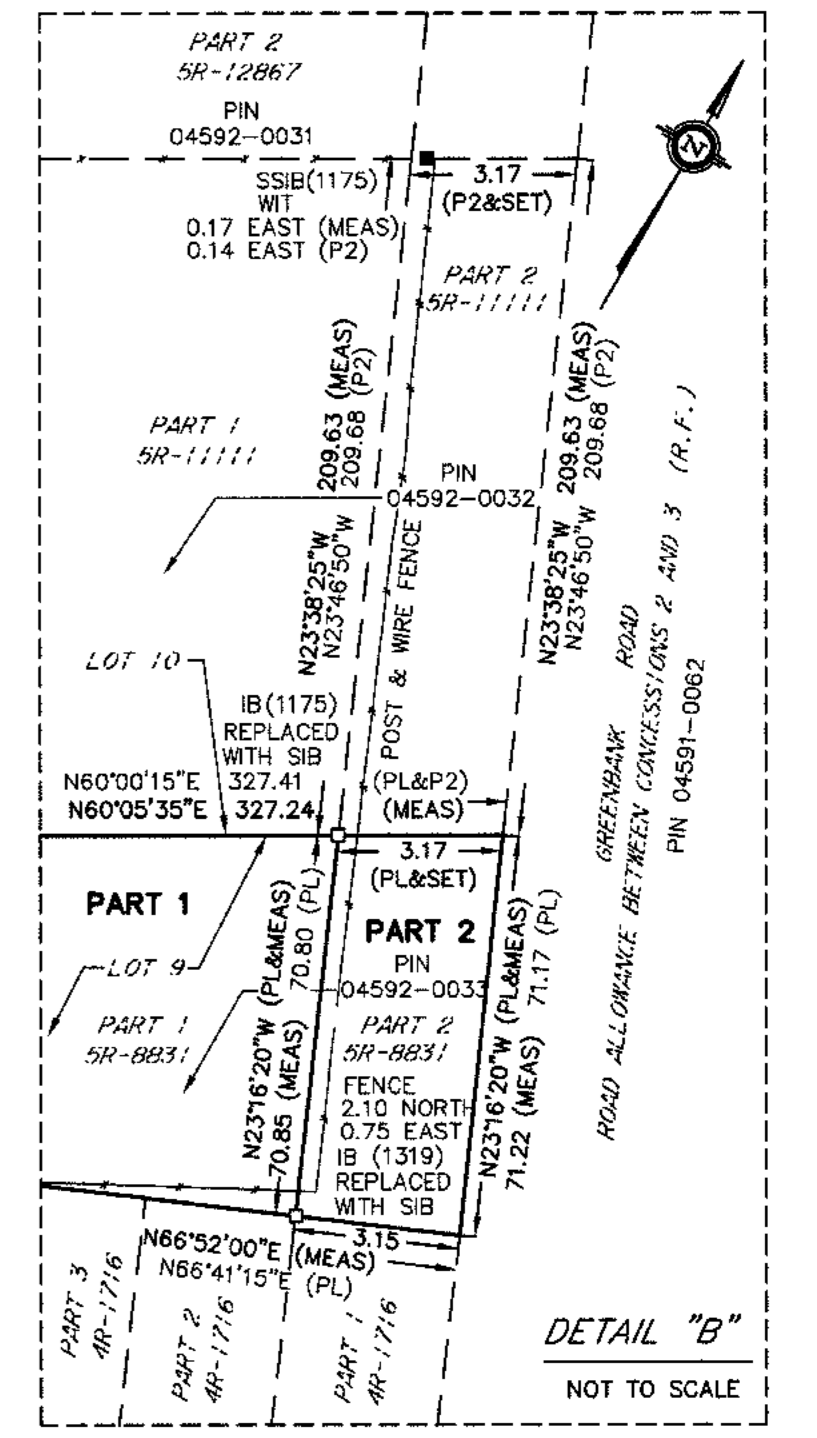 PART 2
5R-12867
PIN
04592-0031
N
SSIB(1175)
WIT
0.17 EAST (MEAS)
0.14 EAST (P2)
3.17
(P2&SET)
PART 2
5R-11111
209.63 (MEAS)
209.68 (P2)
209.63 (MEAS)
209.68 (P2)
PART 1
5R-11111
PIN
04592-0032
N23°38'25"W
N23°46'50"W
N23°38'25"W
N23°46'50"W
POST & WIRE FENCE
GREENBANK ROAD
ROAD ALLOWANCE BETWEEN CONCESSIONS 2 AND 3 (R.F.)
PIN 04591-0062
LOT 10
IB(1175)
REPLACED
WITH SIB
N60°00'15"E 327.41 (PL&P2)
N60°05'35"E 327.24 (MEAS)
3.17
(PL&SET)
PART 1
PART 2
PIN
04592-0033
LOT 9
PART 1
5R-8831
PART 2
5R-8831
N23°16'20"W (PL&MEAS)
70.85 (MEAS) 70.80 (PL)
N23°16'20"W (PL&MEAS)
71.22 (MEAS) 71.17 (PL)
FENCE
2.10 NORTH
0.75 EAST
IB (1319)
REPLACED
WITH SIB
3.15
N66°52'00"E (MEAS)
N66°41'15"E (PL)
PART 3
4R-1716
PART 2
4R-1716
PART 1
4R-1716
DETAIL "B"
NOT TO SCALE